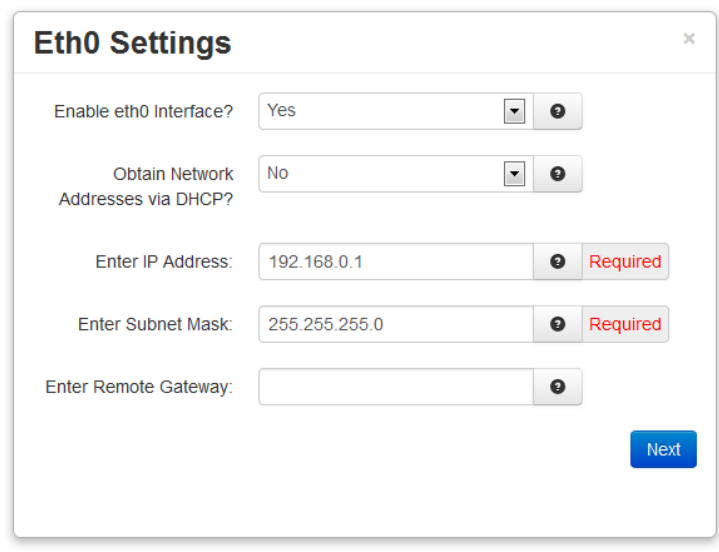 Eth0 Settings ×
Enable eth0 Interface? Yes ?
Obtain Network No ?
Addresses via DHCP?
Enter IP Address: 192.168.0.1 ? Required
Enter Subnet Mask: 255.255.255.0 ? Required
Enter Remote Gateway: ?
Next